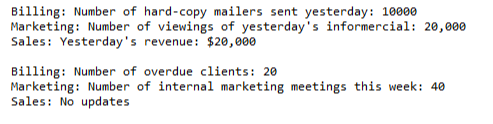 Billing: Number of hard-copy mailers sent yesterday: 10000
Marketing: Number of viewings of yesterday's informercial: 20,000
Sales: Yesterday's revenue: $20,000
Billing: Number of overdue clients: 20
Marketing: Number of internal marketing meetings this week: 40
Sales: No updates